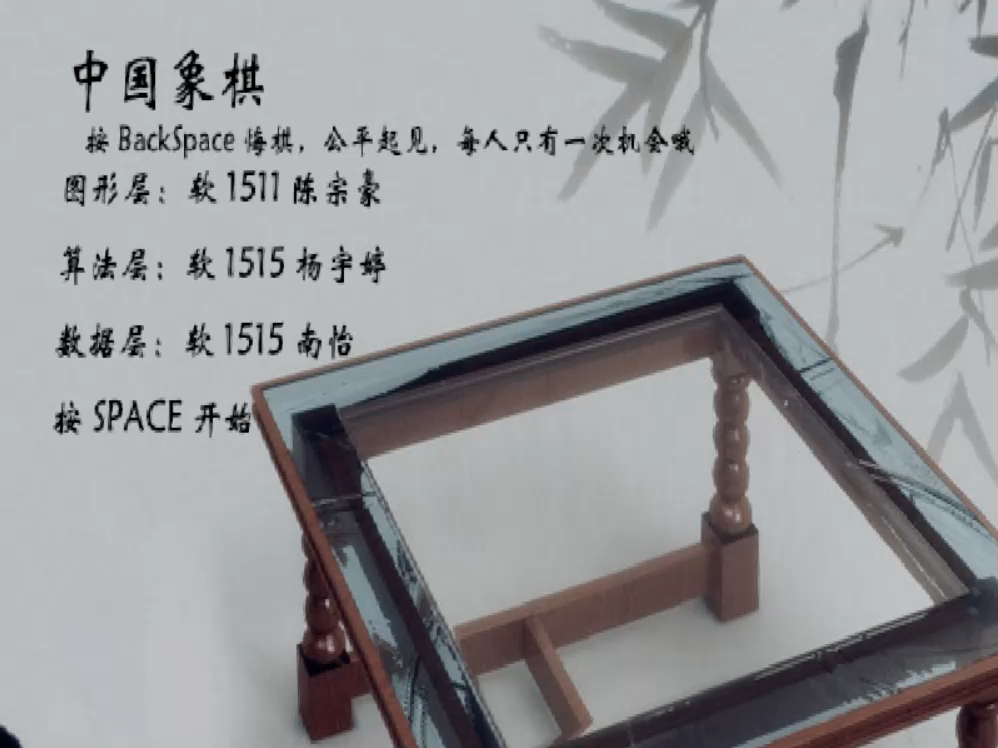 中国象棋
按 BackSpace 悔棋，公平起见，每人只有一次机会哦
图形层：软 1511 陈宗豪
算法层：软 1515 杨宇婷
数据层：软 1515 南怡
按 SPACE 开始